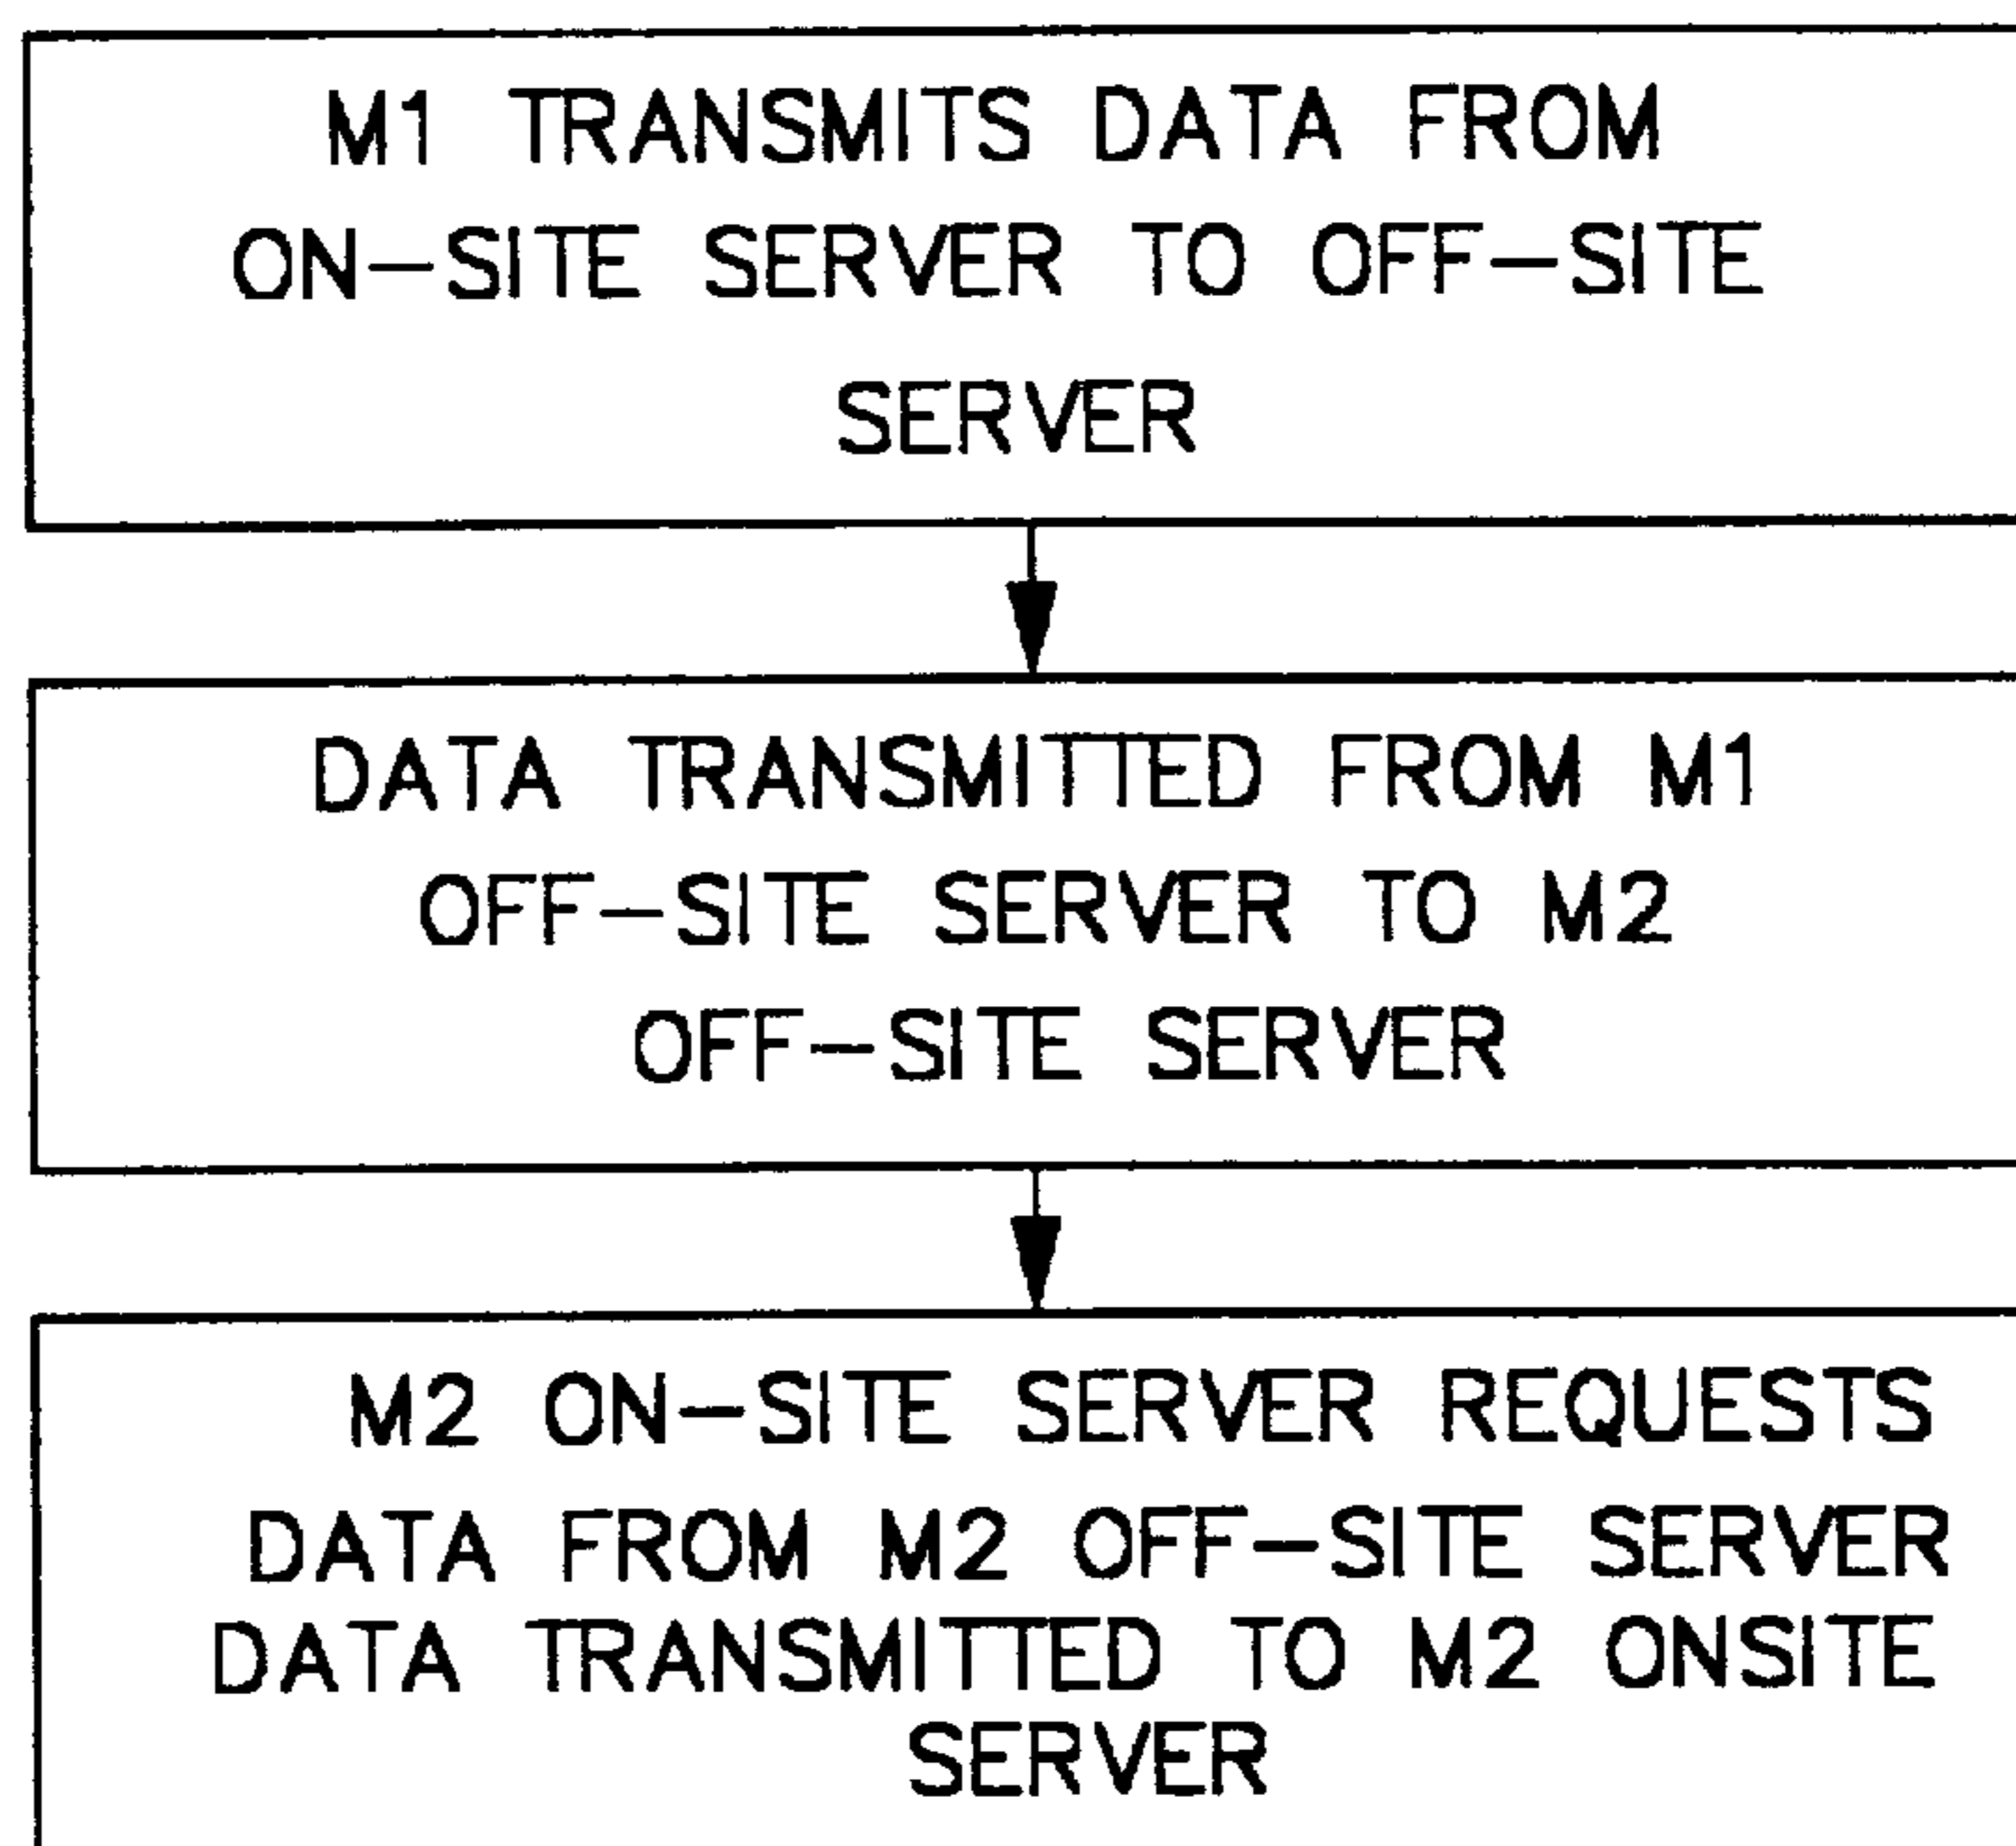 M1 TRANSMITS DATA FROM
ON-SITE SERVER TO OFF-SITE
SERVER
DATA TRANSMITTED FROM M1
OFF-SITE SERVER TO M2
OFF-SITE SERVER
M2 ON-SITE SERVER REQUESTS
DATA FROM M2 OFF-SITE SERVER
DATA TRANSMITTED TO M2 ONSITE
SERVER